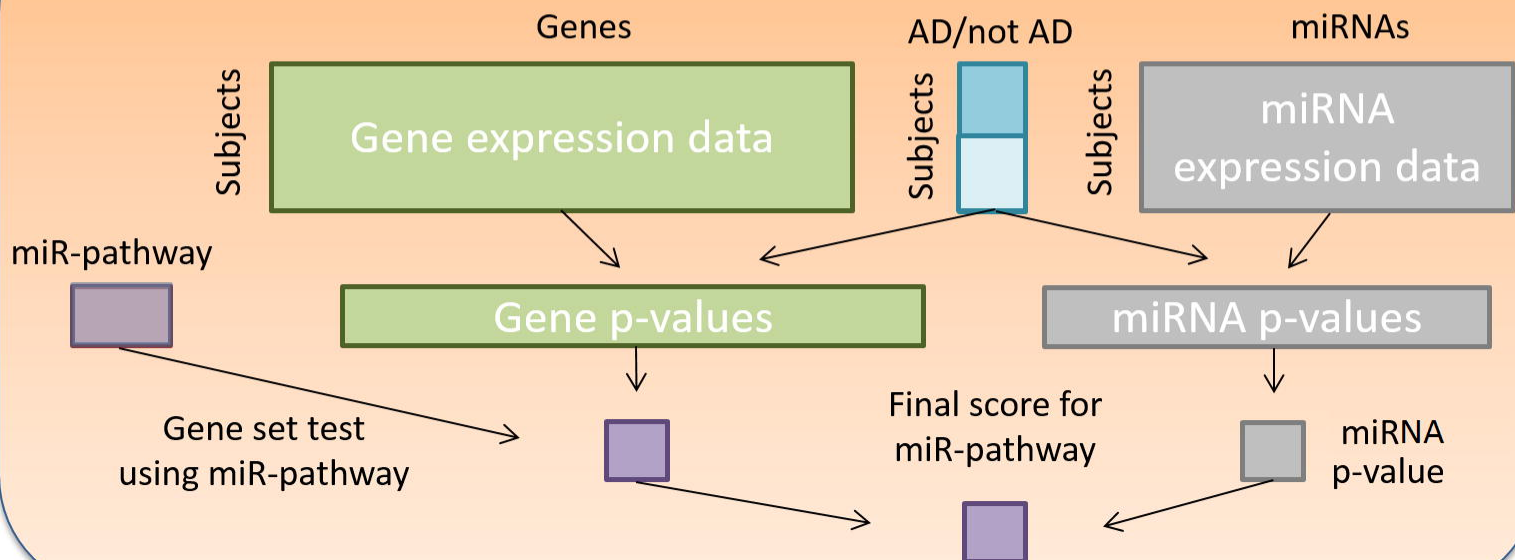 Genes
AD/not AD
miRNAs
Subjects
Gene expression data
Subjects
Subjects
miRNA
expression data
miR-pathway
Gene p-values
miRNA p-values
Gene set test
using miR-pathway
Final score for
miR-pathway
miRNA
p-value